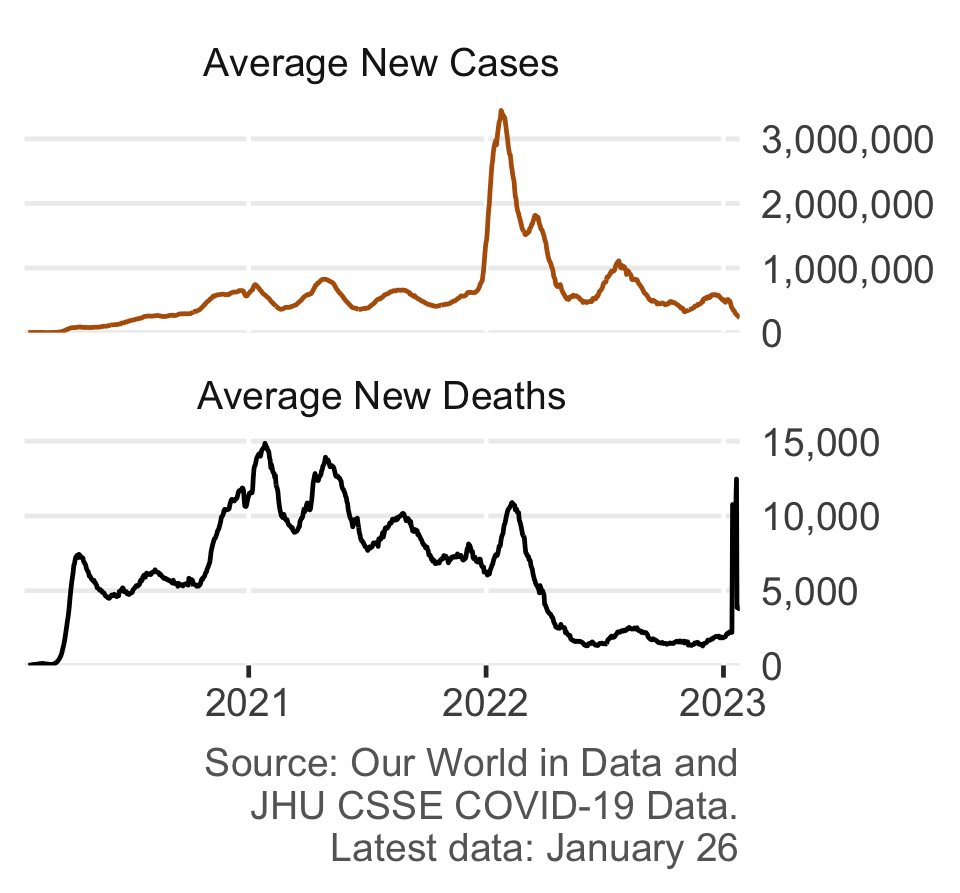 Average New Cases
3,000,000
2,000,000
1,000,000
0
Average New Deaths
15,000
10,000
5,000
0
2021 2022 2023
Source: Our World in Data and
JHU CSSE COVID-19 Data.
Latest data: January 26